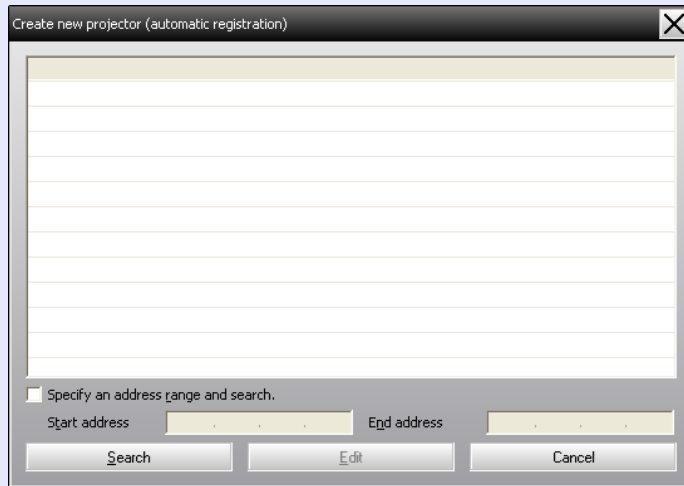 Create new projector (automatic registration)
Specify an address range and search.
Start address . . . End address . . .
Search Edit Cancel